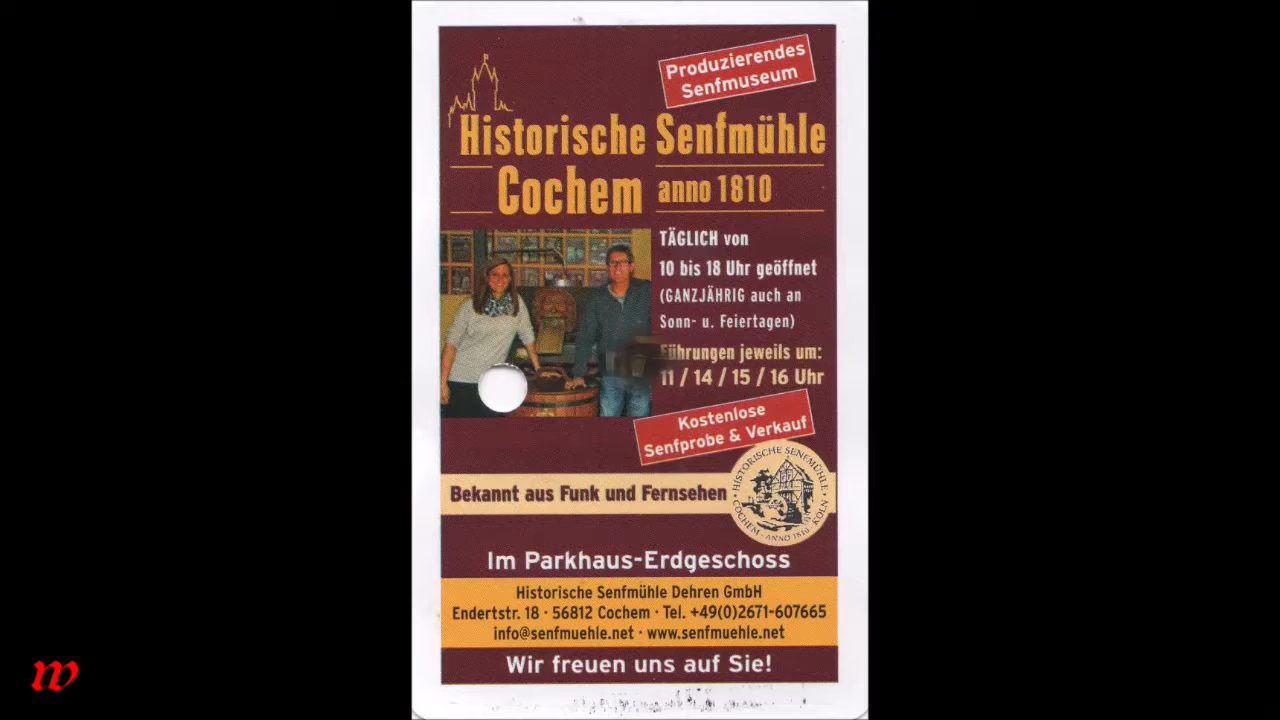 Produzierendes
Senfmuseum
Historische Senfmühle
Cochem anno 1810
TÄGLICH von
10 bis 18 Uhr geöffnet
(GANZJÄHRIG auch an
Sonn- u. Feiertagen)
Führungen jeweils um:
11 / 14 / 15 / 16 Uhr
Kostenlose
Senfprobe & Verkauf
HISTORISCHE SENFMÜHLE
COCHEM · ANNO 1810 · KÖLN
Bekannt aus Funk und Fernsehen
Im Parkhaus-Erdgeschoss
Historische Senfmühle Dehren GmbH
Endertstr. 18 · 56812 Cochem · Tel. +49(0)2671-607665
info@senfmuehle.net · www.senfmuehle.net
Wir freuen uns auf Sie!
w